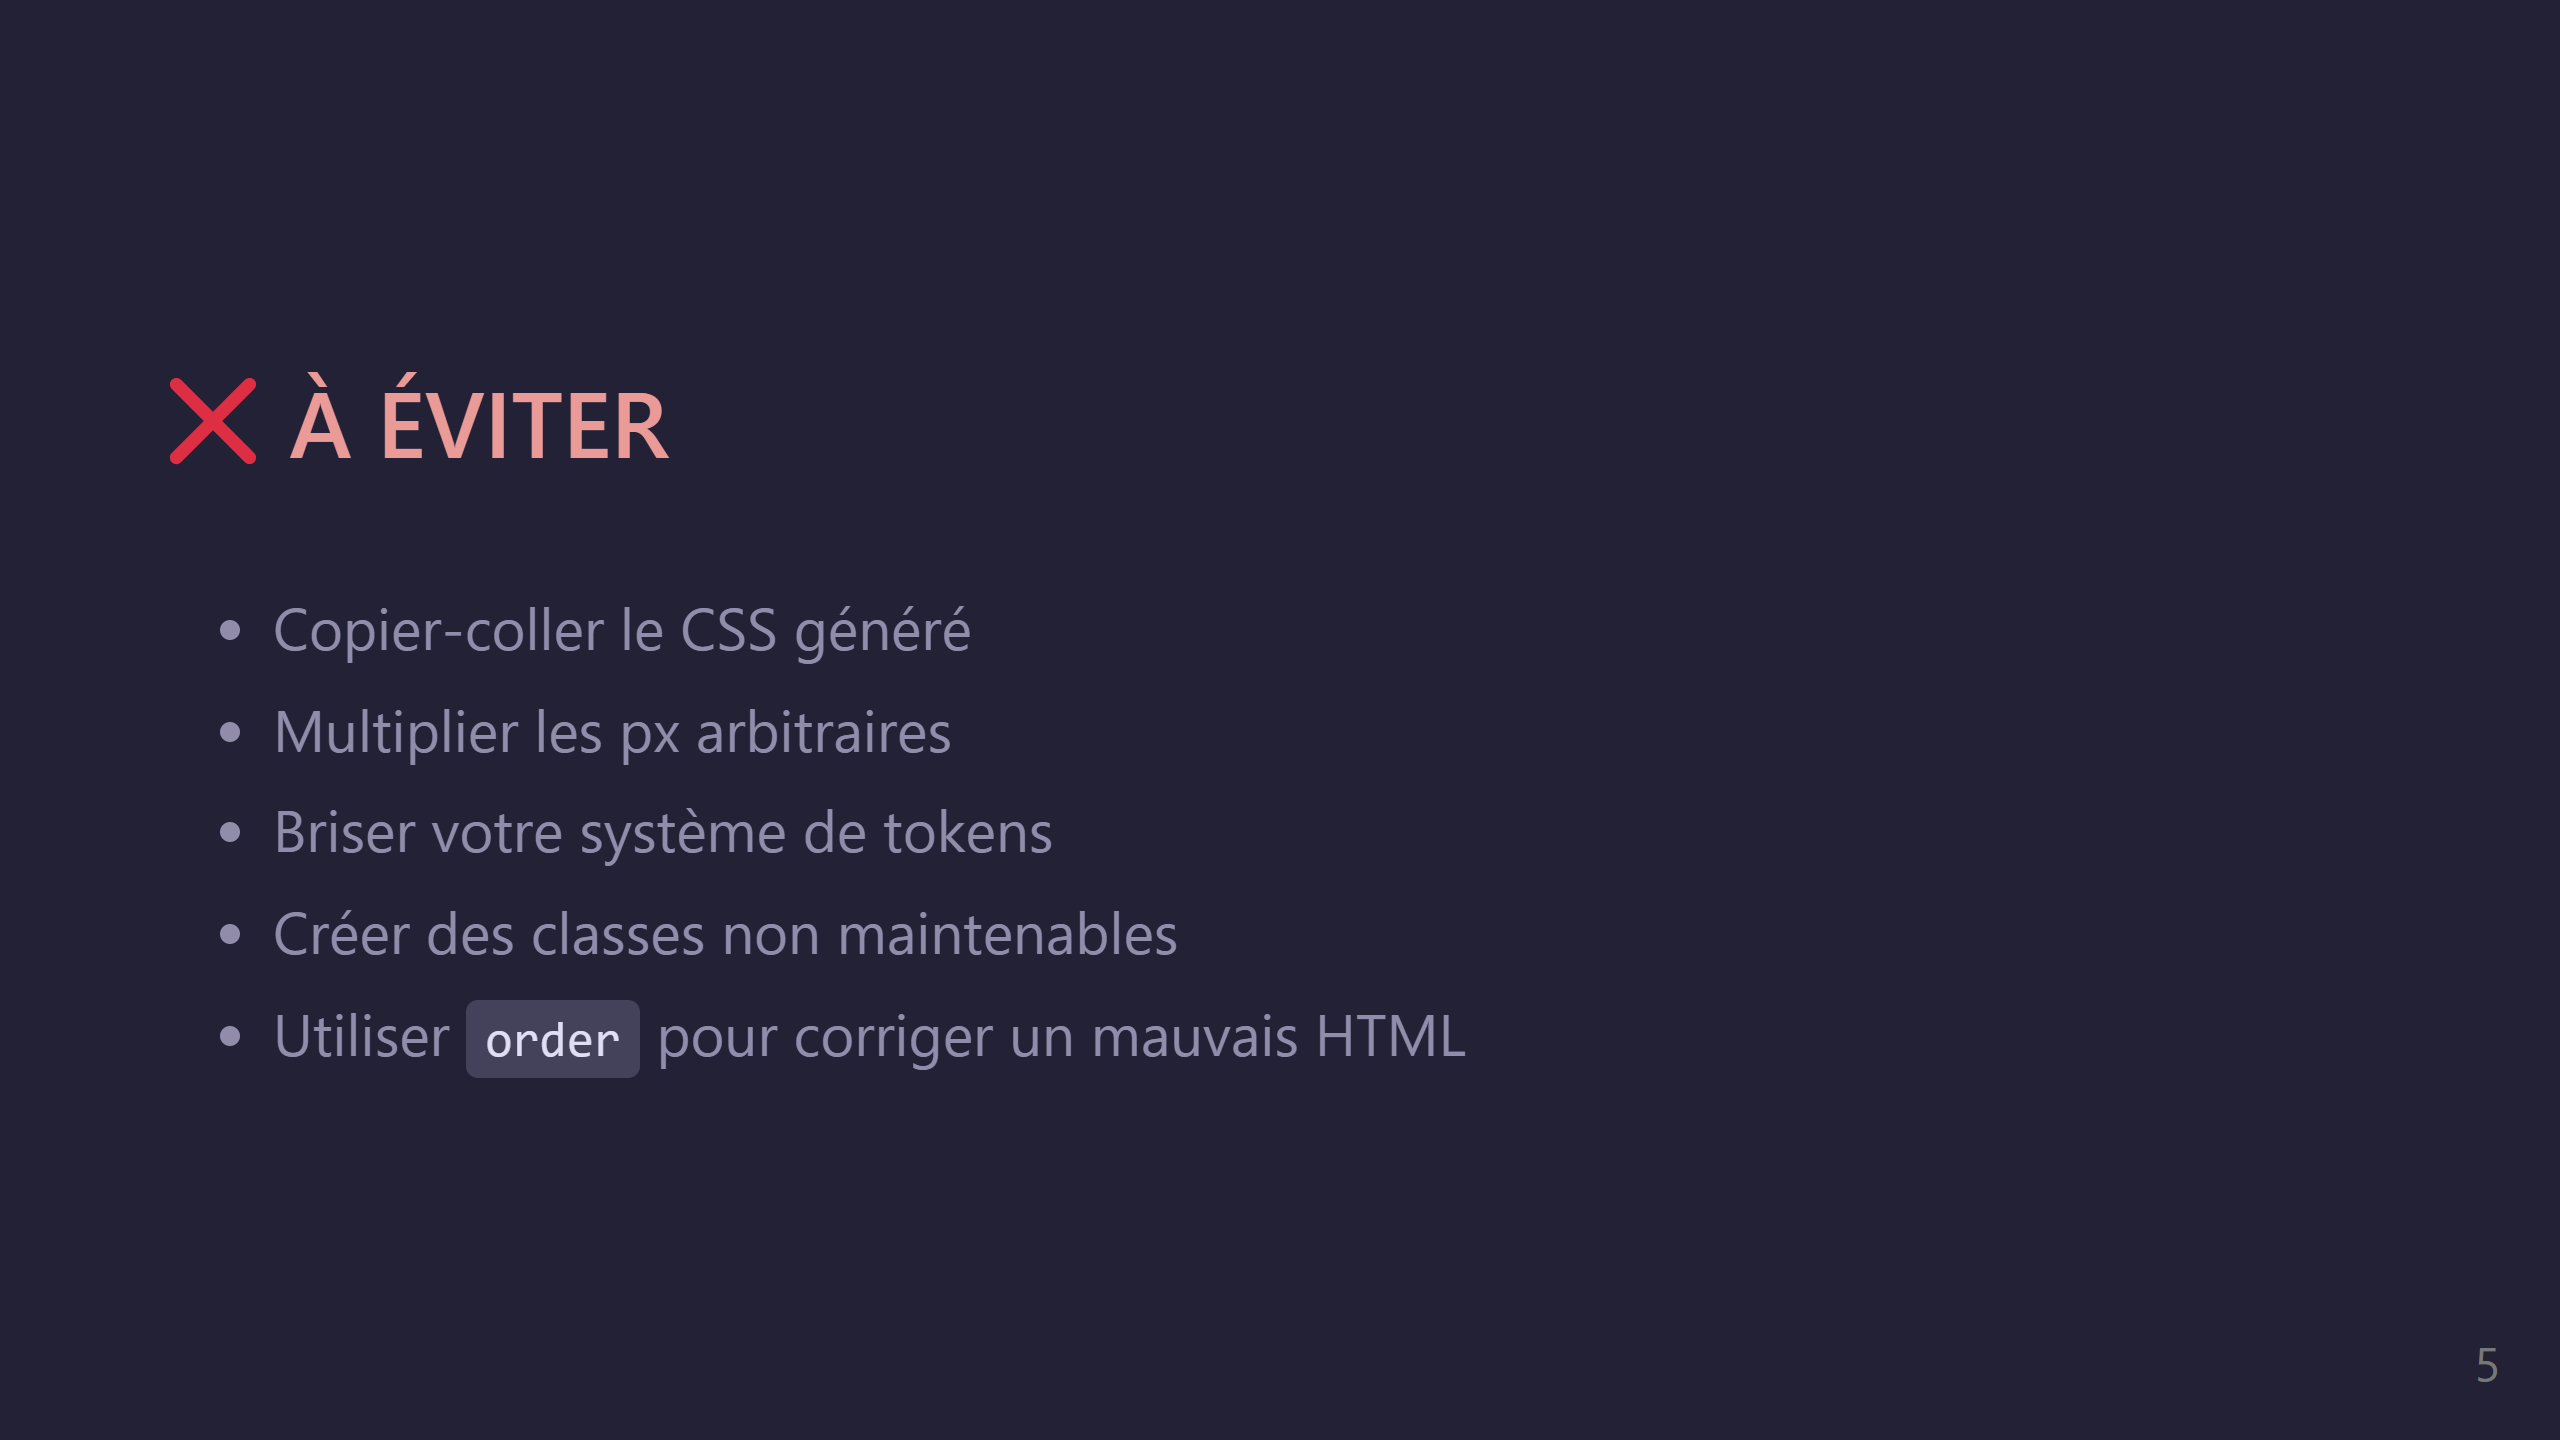 ❌ À ÉVITER
• Copier-coller le CSS généré
• Multiplier les px arbitraires
• Briser votre système de tokens
• Créer des classes non maintenables
• Utiliser order pour corriger un mauvais HTML
5